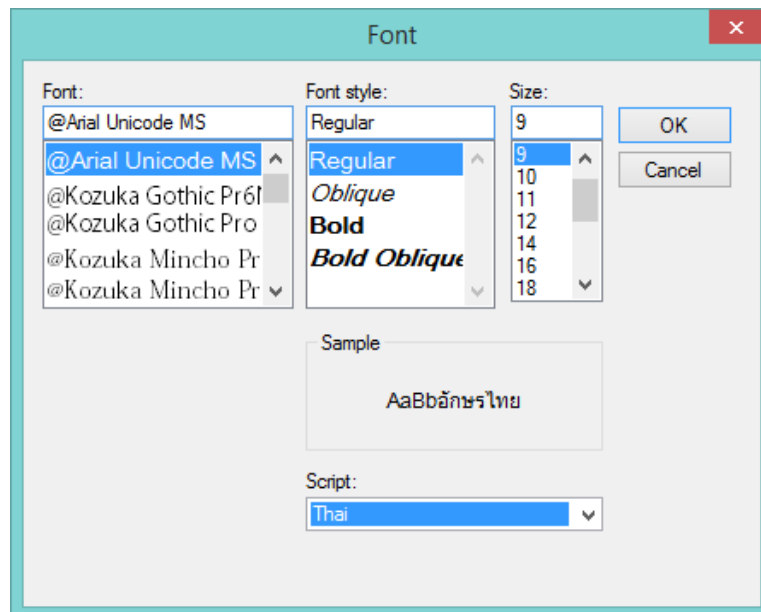 Font
Font:
@Arial Unicode MS
@Arial Unicode MS
@Kozuka Gothic Pr6N
@Kozuka Gothic Pro
@Kozuka Mincho Pr
@Kozuka Mincho Pr
Font style:
Regular
Regular
Oblique
Bold
Bold Oblique
Size:
9
9
10
11
12
14
16
18
OK
Cancel
Sample
AaBbอักษรไทย
Script:
Thai